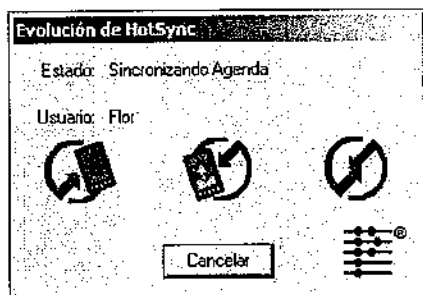 Evolución de HotSync
Estado: Sincronizando Agenda
Usuario: Flor
®
Cancelar